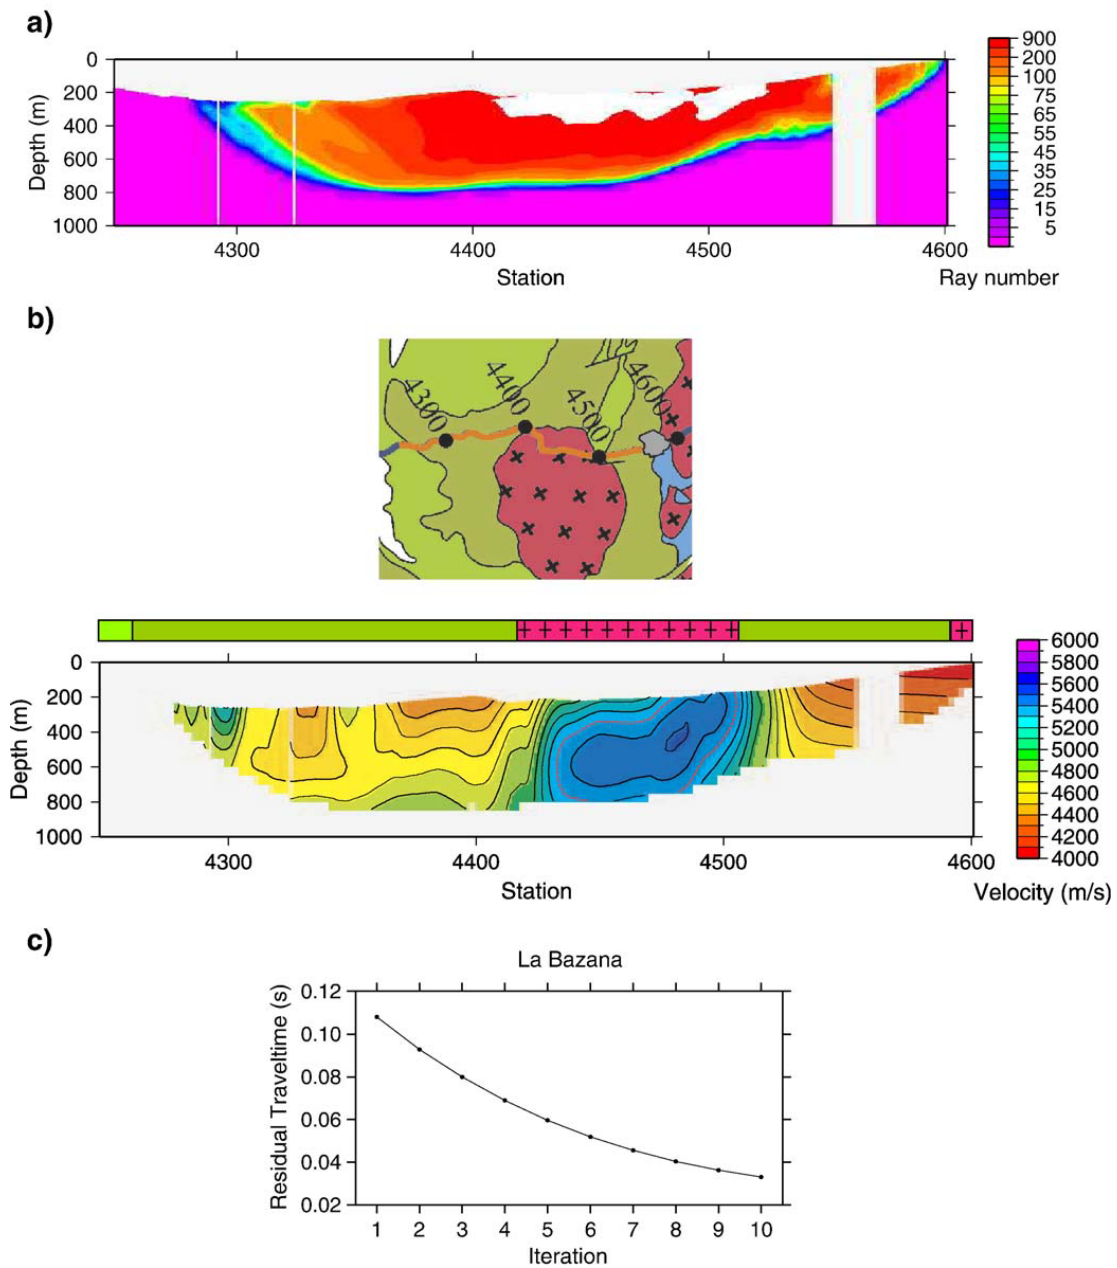 a)
0
200
400
600
800
1000
Depth (m)
4300 4400 4500 4600
Station
900
200
100
75
65
55
45
35
25
15
5
Ray number
b)
4300
4400
4500
4600
0
200
400
600
800
1000
Depth (m)
4300 4400 4500 4600
Station
6000
5800
5600
5400
5200
5000
4800
4600
4400
4200
4000
Velocity (m/s)
c)
La Bazana
0.12
0.10
0.08
0.06
0.04
0.02
Residual Traveltime (s)
1 2 3 4 5 6 7 8 9 10
Iteration